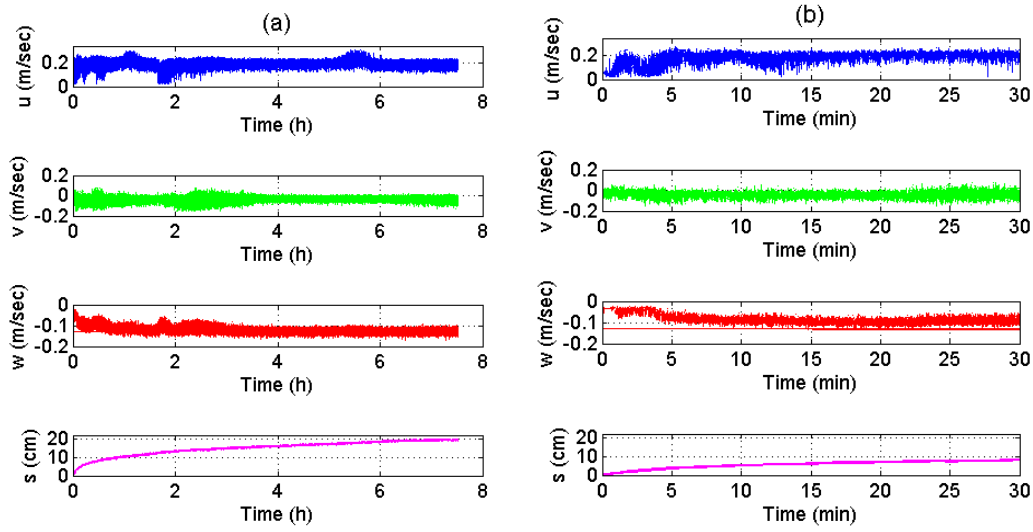 (a)
u (m/sec)
0.2
0
0 2 4 6 8
Time (h)
v (m/sec)
0.2
0
-0.2
0 2 4 6 8
Time (h)
w (m/sec)
0
-0.1
-0.2
0 2 4 6 8
Time (h)
s (cm)
20
10
0
0 2 4 6 8
Time (h)
(b)
u (m/sec)
0.2
0
0 5 10 15 20 25 30
Time (min)
v (m/sec)
0.2
0
-0.2
0 5 10 15 20 25 30
Time (min)
w (m/sec)
0
-0.1
-0.2
0 5 10 15 20 25 30
Time (min)
s (cm)
20
10
0
0 5 10 15 20 25 30
Time (min)